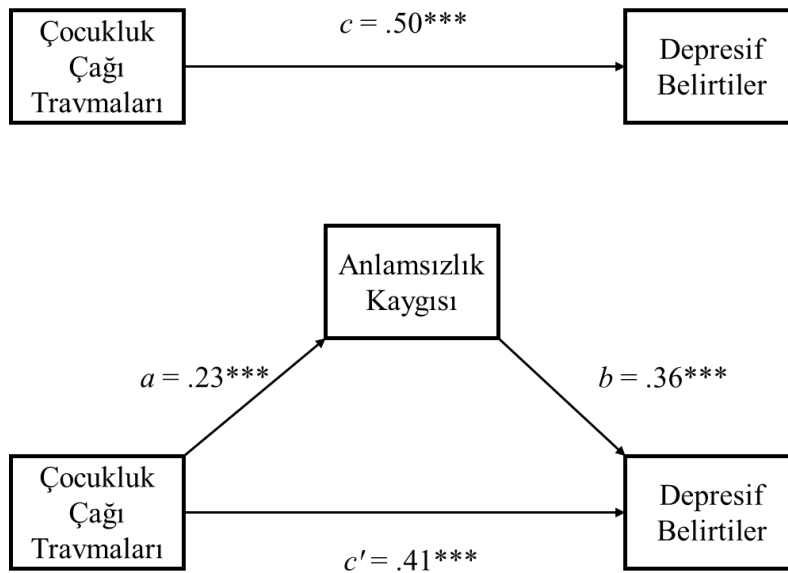 Çocukluk
Çağı
Travmaları
c = .50***
Depresif
Belirtiler
Anlamsızlık
Kaygısı
a = .23***
b = .36***
Çocukluk
Çağı
Travmaları
c′ = .41***
Depresif
Belirtiler